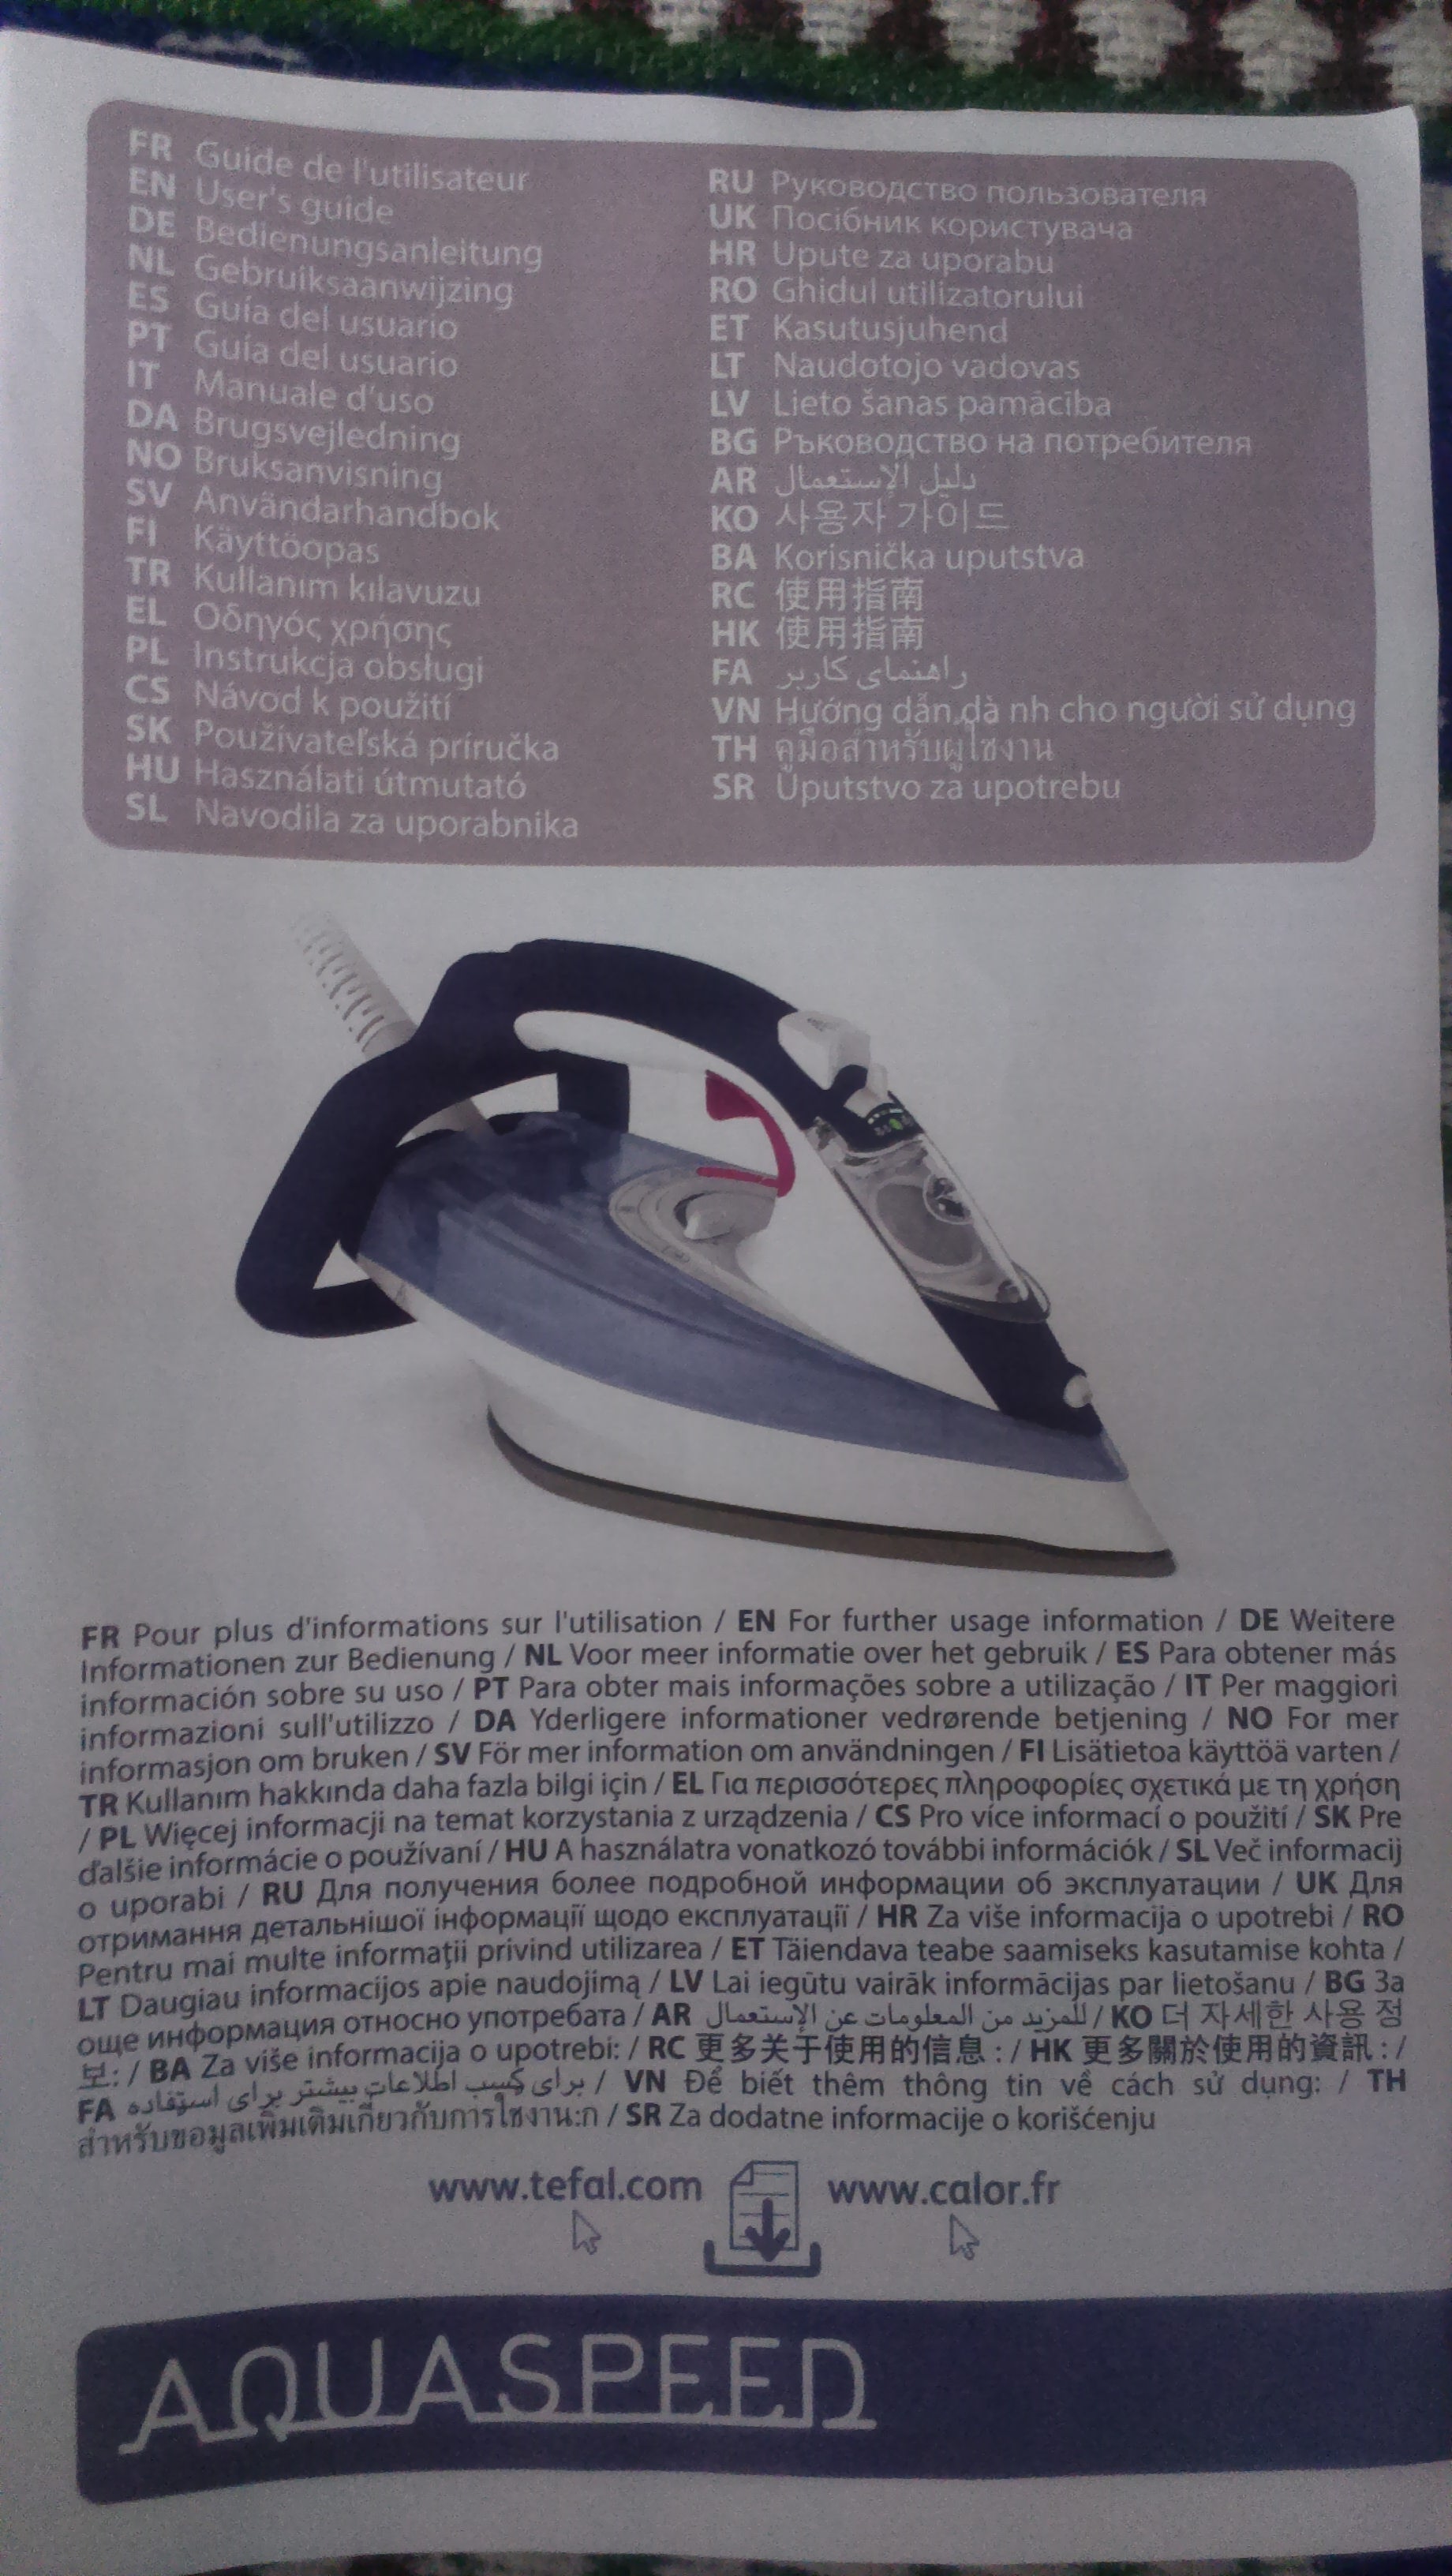 FR Guide de l'utilisateur
EN User's guide
DE Bedienungsanleitung
NL Gebruiksaanwijzing
ES Guía del usuario
PT Guía del usuario
IT Manuale d'uso
DA Brugsvejledning
NO Bruksanvisning
SV Användarhandbok
FI Käyttöopas
TR Kullanım kılavuzu
EL Οδηγός χρήσης
PL Instrukcja obsługi
CS Návod k použití
SK Používateľská príručka
HU Használati útmutató
SL Navodila za uporabnika
RU Руководство пользователя
UK Посібник користувача
HR Upute za uporabu
RO Ghidul utilizatorului
ET Kasutusjuhend
LT Naudotojo vadovas
LV Lieto šanas pamācība
BG Ръководство на потребителя
AR دليل الإستعمال
KO 사용자 가이드
BA Korisnička uputstva
RC 使用指南
HK 使用指南
FA راهنمای کاربر
VN Hướng dẫn dà nh cho người sử dụng
TH คูมือสําหรับผูใชงาน
SR Uputstvo za upotrebu
FR Pour plus d'informations sur l'utilisation / EN For further usage information / DE Weitere
Informationen zur Bedienung / NL Voor meer informatie over het gebruik / ES Para obtener más
información sobre su uso / PT Para obter mais informações sobre a utilização / IT Per maggiori
informazioni sull'utilizzo / DA Yderligere informationer vedrørende betjening / NO For mer
informasjon om bruken / SV För mer information om användningen / FI Lisätietoa käyttöä varten /
TR Kullanım hakkında daha fazla bilgi için / EL Για περισσότερες πληροφορίες σχετικά με τη χρήση
/ PL Więcej informacji na temat korzystania z urządzenia / CS Pro více informací o použití / SK Pre
ďalšie informácie o používaní / HU A használatra vonatkozó további információk / SL Več informacij
o uporabi / RU Для получения более подробной информации об эксплуатации / UK Для
отримання детальнішої інформації щодо експлуатації / HR Za više informacija o upotrebi / RO
Pentru mai multe informaţii privind utilizarea / ET Täiendava teabe saamiseks kasutamise kohta /
LT Daugiau informacijos apie naudojimą / LV Lai iegūtu vairāk informācijas par lietošanu / BG За
още информация относно употребата / AR للمزيد من المعلومات عن الإستعمال / KO 더 자세한 사용 정
보: / BA Za više informacija o upotrebi: / RC 更多关于使用的信息 : / HK 更多關於使用的資訊 : /
FA برای کسب اطلاعات بیشتر برای استفاده / VN Để biết thêm thông tin về cách sử dụng: / TH
สําหรับขอมูลเพิ่มเติมเกี่ยวกับการใชงาน:ก / SR Za dodatne informacije o korišćenju
www.tefal.com www.calor.fr
AQUASPEED